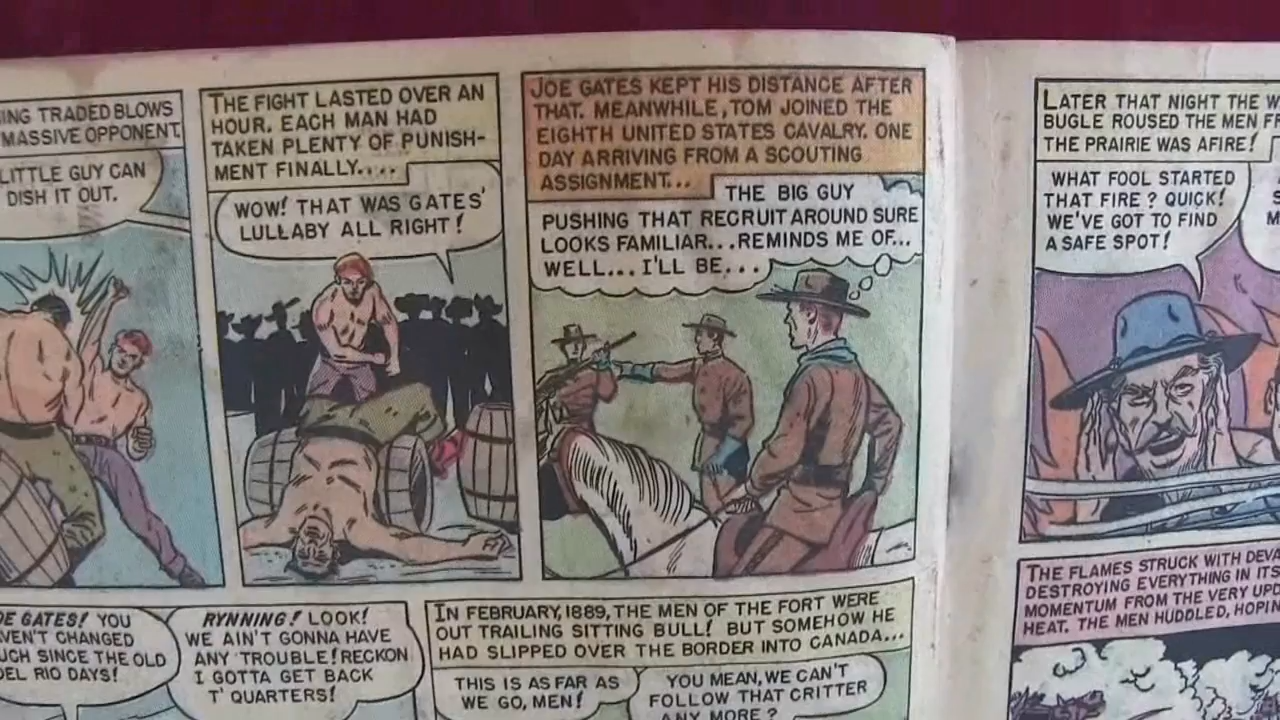 ING TRADED BLOWS
MASSIVE OPPONENT.
LITTLE GUY CAN
DISH IT OUT.
THE FIGHT LASTED OVER AN
HOUR. EACH MAN HAD
TAKEN PLENTY OF PUNISH-
MENT FINALLY....
WOW! THAT WAS GATES'
LULLABY ALL RIGHT!
JOE GATES KEPT HIS DISTANCE AFTER
THAT. MEANWHILE, TOM JOINED THE
EIGHTH UNITED STATES CAVALRY. ONE
DAY ARRIVING FROM A SCOUTING
ASSIGNMENT...
THE BIG GUY
PUSHING THAT RECRUIT AROUND SURE
LOOKS FAMILIAR...REMINDS ME OF...
WELL... I'LL BE...
OE GATES! YOU
VEN'T CHANGED
UCH SINCE THE OLD
DEL RIO DAYS!
RYNNING! LOOK!
WE AIN'T GONNA HAVE
ANY TROUBLE! RECKON
I GOTTA GET BACK
T' QUARTERS!
IN FEBRUARY, 1889, THE MEN OF THE FORT WERE
OUT TRAILING SITTING BULL! BUT SOMEHOW HE
HAD SLIPPED OVER THE BORDER INTO CANADA...
THIS IS AS FAR AS
WE GO, MEN!
YOU MEAN, WE CAN'T
FOLLOW THAT CRITTER
ANY MORE?
LATER THAT NIGHT THE W
BUGLE ROUSED THE MEN FR
THE PRAIRIE WAS AFIRE!
WHAT FOOL STARTED
THAT FIRE? QUICK!
WE'VE GOT TO FIND
A SAFE SPOT!
THE FLAMES STRUCK WITH DEVA
DESTROYING EVERYTHING IN ITS
MOMENTUM FROM THE VERY UPD
HEAT. THE MEN HUDDLED, HOPIN